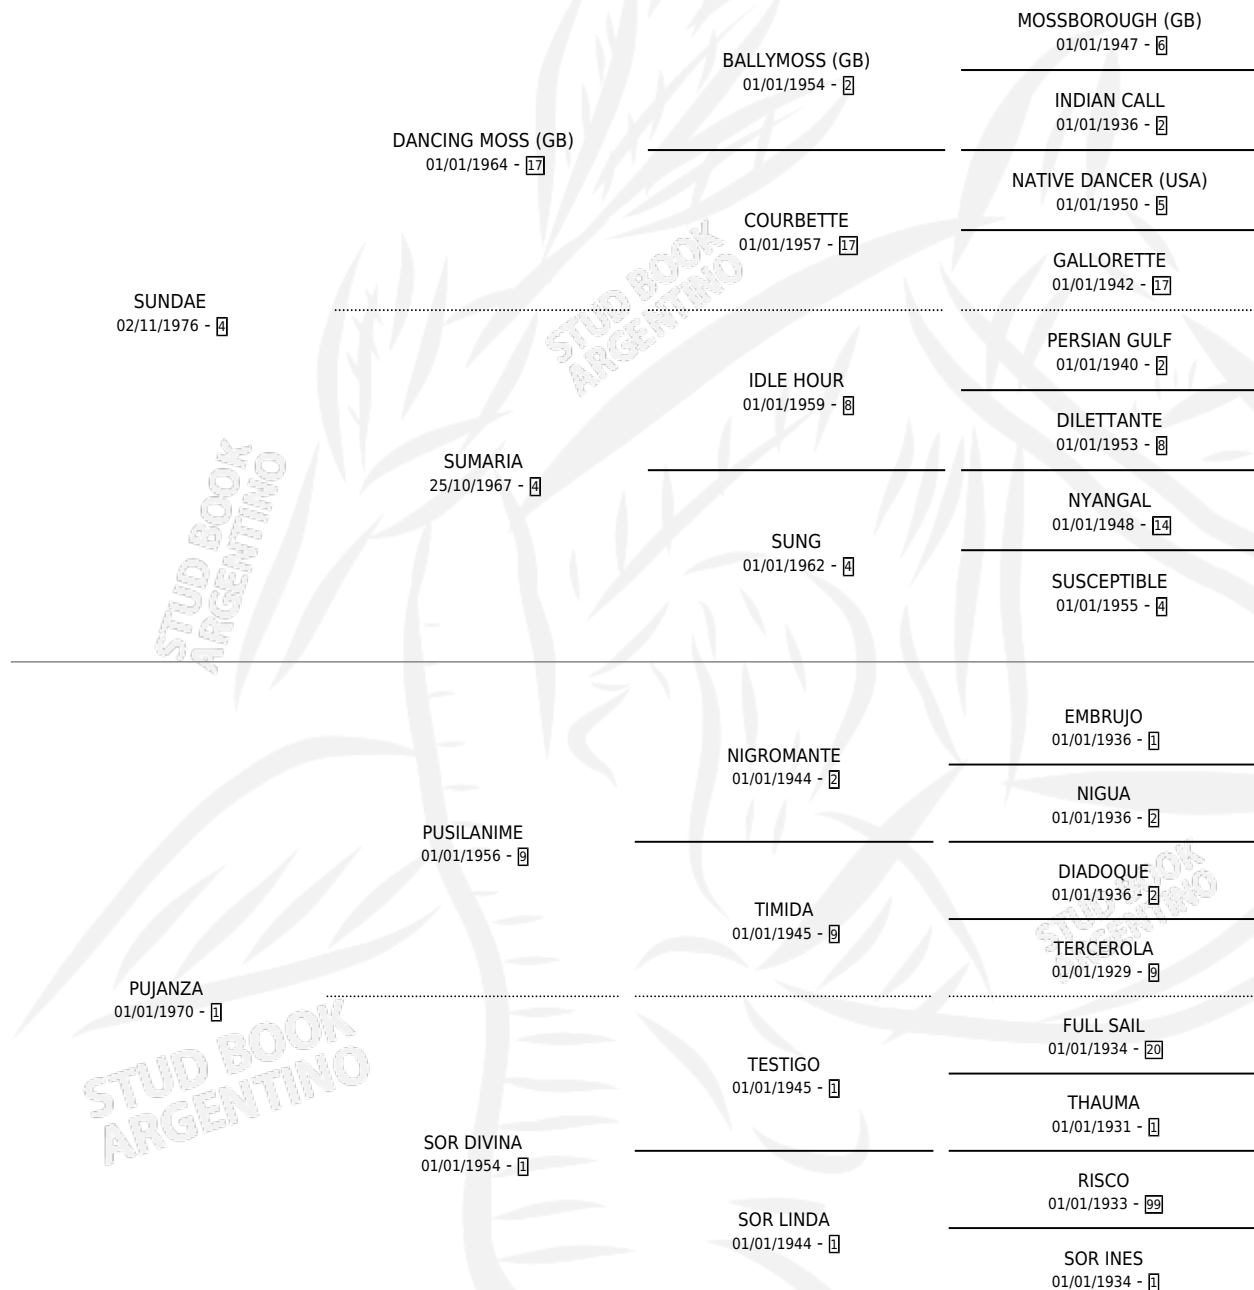 MOSSBOROUGH (GB)
01/01/1947 - 6
BALLYMOSS (GB)
01/01/1954 - 2
INDIAN CALL
01/01/1936 - 2
DANCING MOSS (GB)
01/01/1964 - 17
NATIVE DANCER (USA)
01/01/1950 - 5
COURBETTE
01/01/1957 - 17
GALLORETTE
01/01/1942 - 17
SUNDAE
02/11/1976 - 4
PERSIAN GULF
01/01/1940 - 2
IDLE HOUR
01/01/1959 - 8
DILETTANTE
01/01/1953 - 8
SUMARIA
25/10/1967 - 4
NYANGAL
01/01/1948 - 14
SUNG
01/01/1962 - 4
SUSCEPTIBLE
01/01/1955 - 4
EMBRUJO
01/01/1936 - 1
NIGROMANTE
01/01/1944 - 2
NIGUA
01/01/1936 - 2
PUSILANIME
01/01/1956 - 9
DIADOQUE
01/01/1936 - 2
TIMIDA
01/01/1945 - 9
TERCEROLA
01/01/1929 - 9
PUJANZA
01/01/1970 - 1
FULL SAIL
01/01/1934 - 20
TESTIGO
01/01/1945 - 1
THAUMA
01/01/1931 - 1
SOR DIVINA
01/01/1954 - 1
RISCO
01/01/1933 - 99
SOR LINDA
01/01/1944 - 1
SOR INES
01/01/1934 - 1
STUD BOOK
ARGENTINO
STUD BOOK
ARGENTINO
STUD BOOK
ARGENTINO
STUD BOOK
ARGENTINO